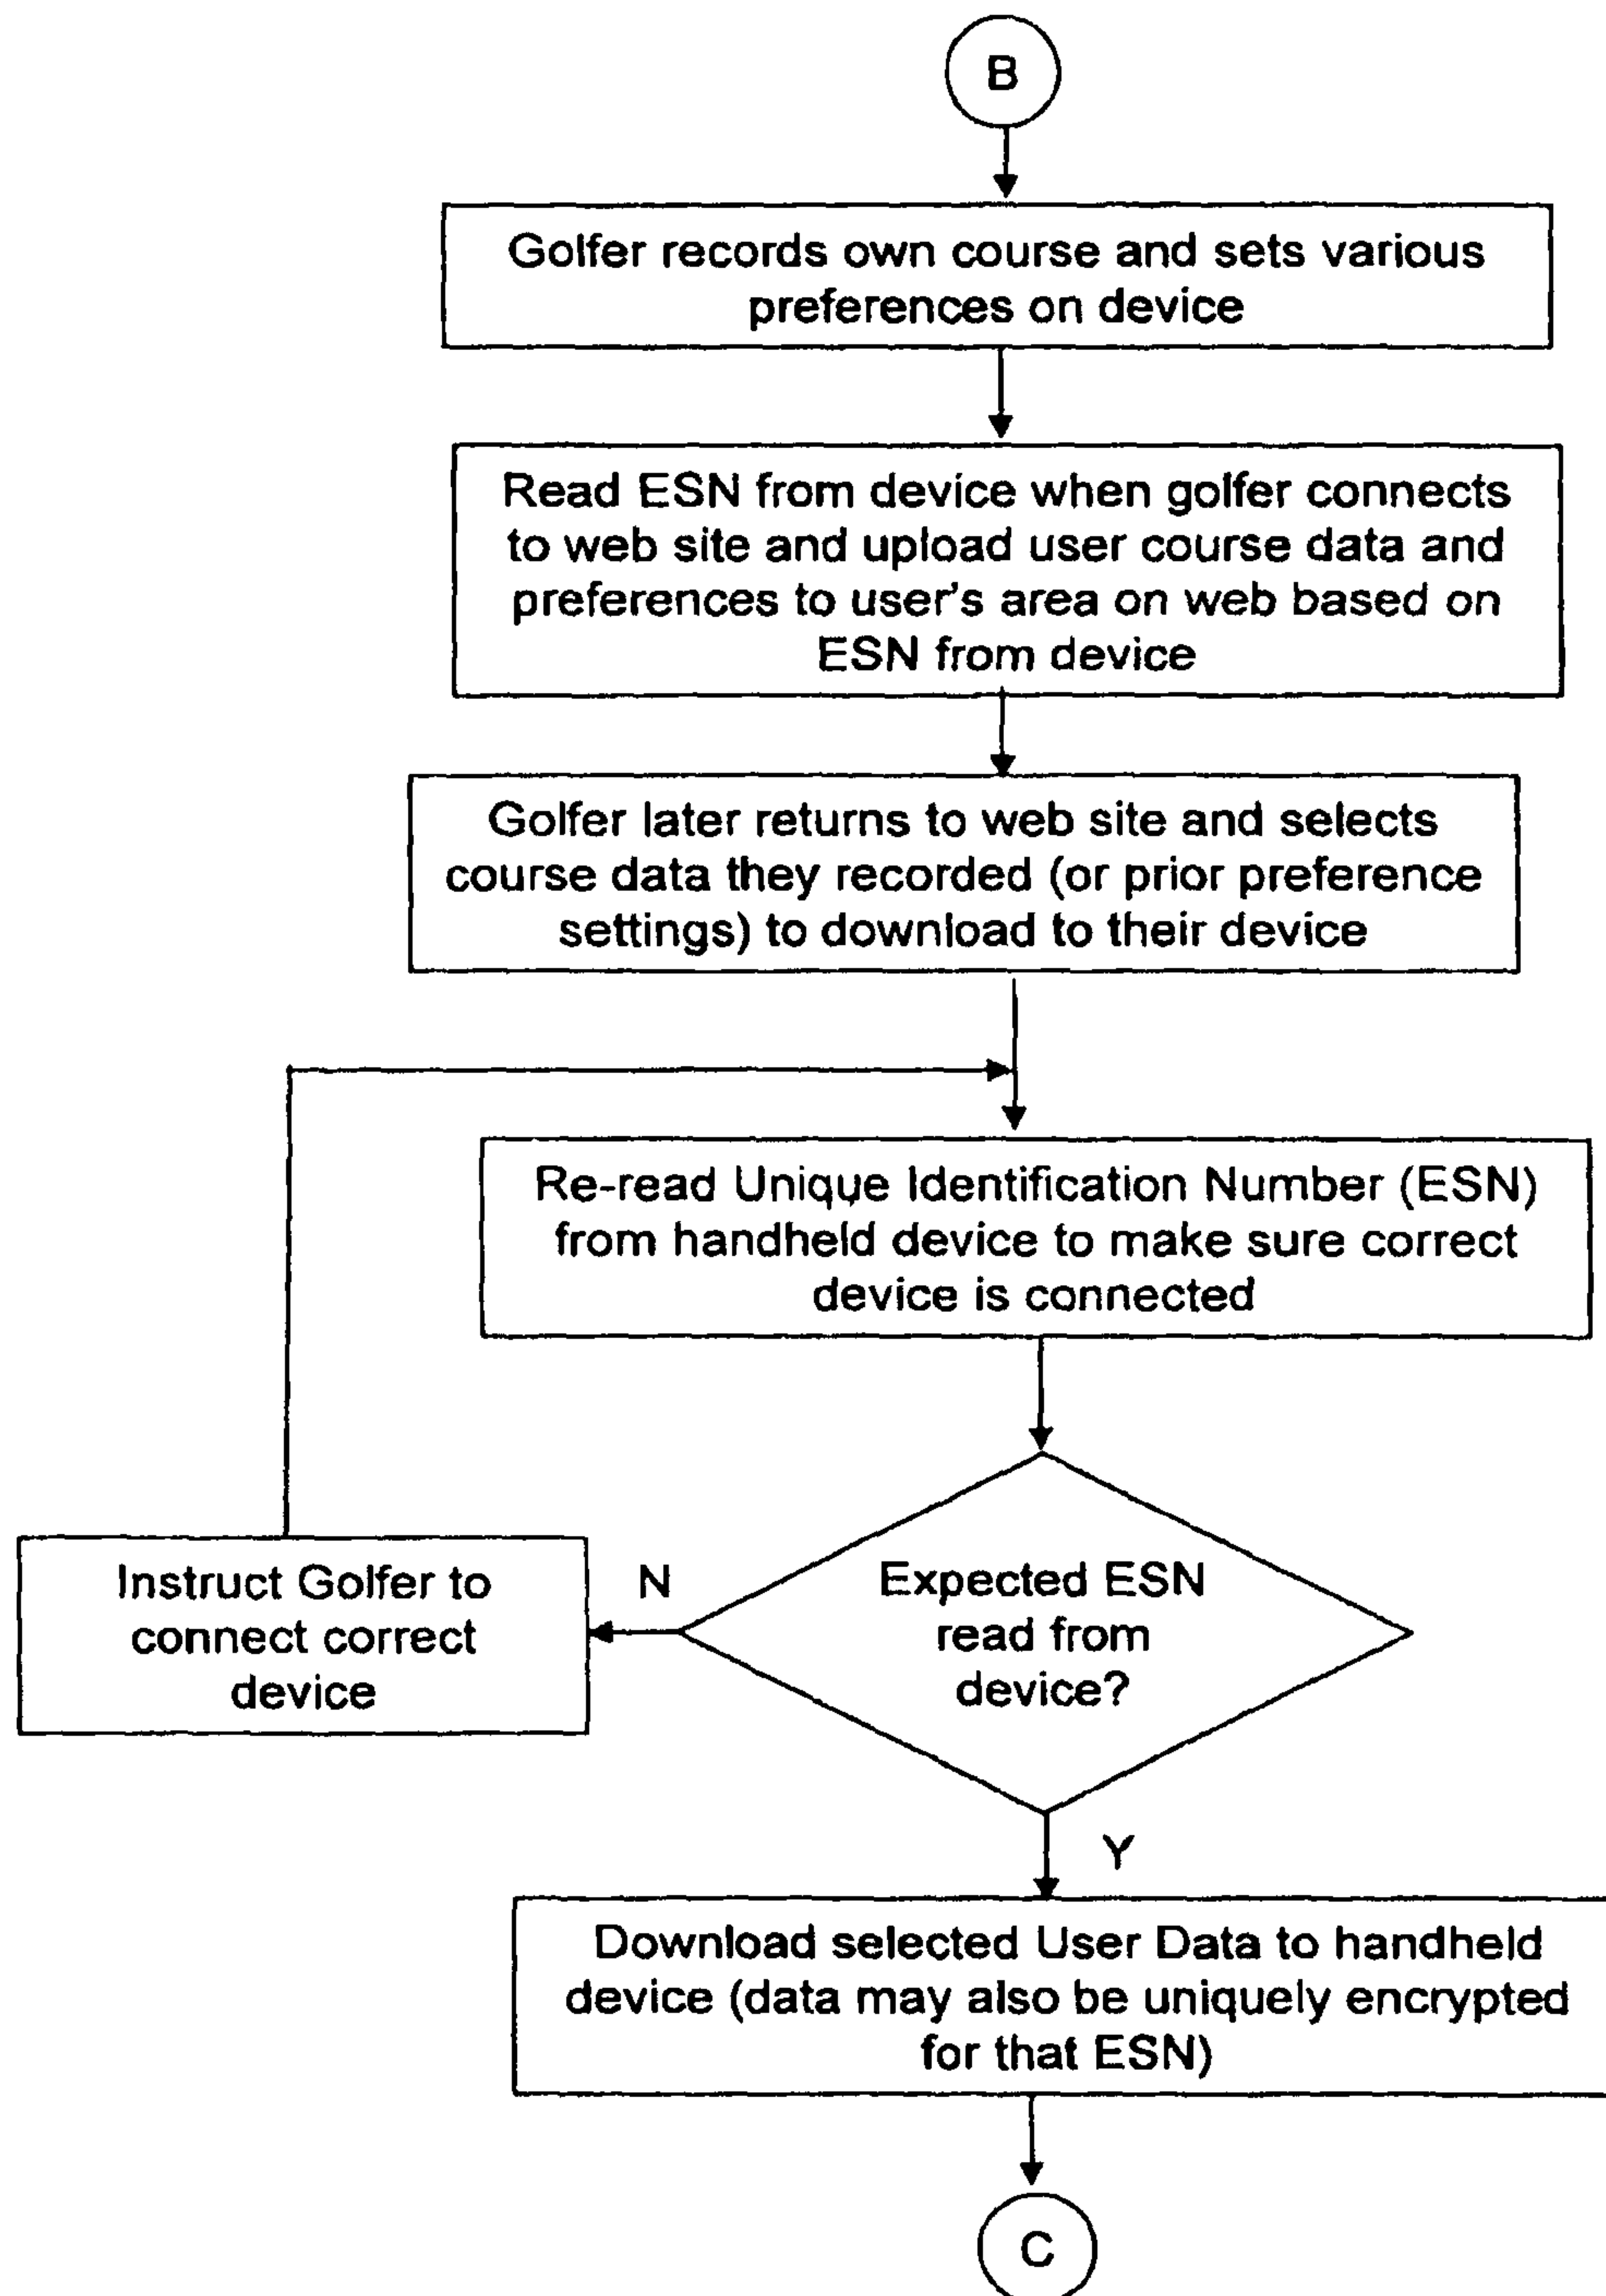 B
Golfer records own course and sets various
preferences on device
Read ESN from device when golfer connects
to web site and upload user course data and
preferences to user's area on web based on
ESN from device
Golfer later returns to web site and selects
course data they recorded (or prior preference
settings) to download to their device
Re-read Unique Identification Number (ESN)
from handheld device to make sure correct
device is connected
Expected ESN
read from
device?
N
Instruct Golfer to
connect correct
device
Y
Download selected User Data to handheld
device (data may also be uniquely encrypted
for that ESN)
C